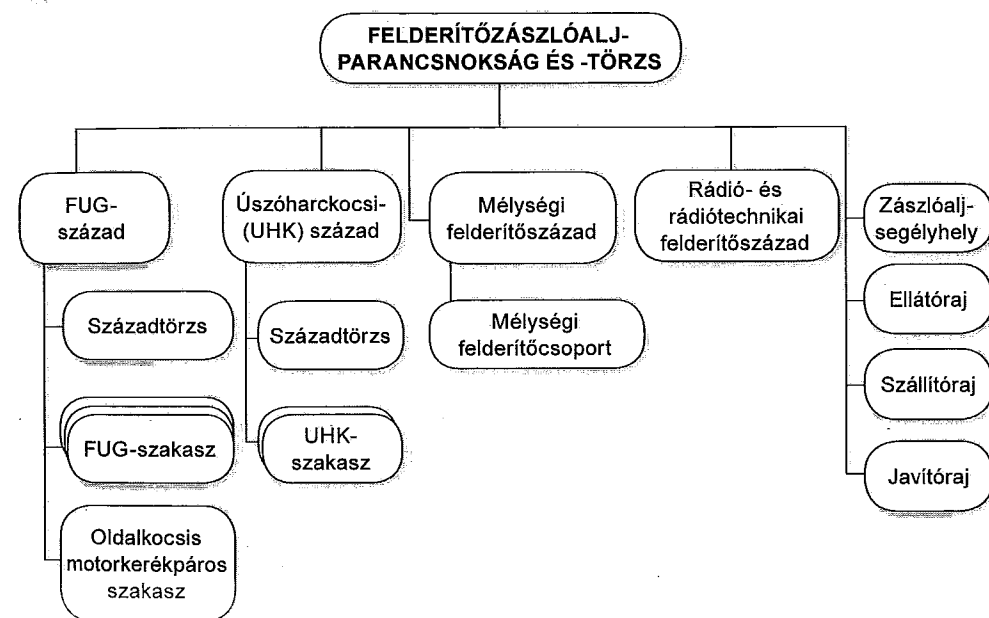 FELDERÍTŐZÁSZLÓALJ-
PARANCSNOKSÁG ÉS -TÖRZS
FUG-
század
Századtörzs
FUG-szakasz
Oldalkocsis
motorkerékpáros
szakasz
Úszóharckocsi-
(UHK) század
Századtörzs
UHK-
szakasz
Mélységi
felderítőszázad
Mélységi
felderítőcsoport
Rádió- és
rádiótechnikai
felderítőszázad
Zászlóalj-
segélyhely
Ellátóraj
Szállítóraj
Javítóraj